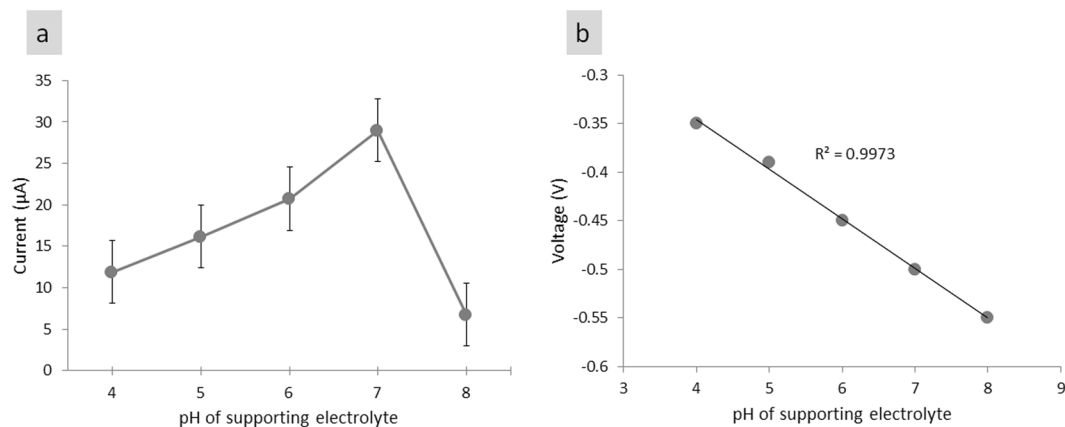 a
35
30
25
20
15
10
5
0
Current (µA)
4 5 6 7 8
pH of supporting electrolyte
b
-0.3
-0.35
-0.4
-0.45
-0.5
-0.55
-0.6
Voltage (V)
R² = 0.9973
3 4 5 6 7 8 9
pH of supporting electrolyte